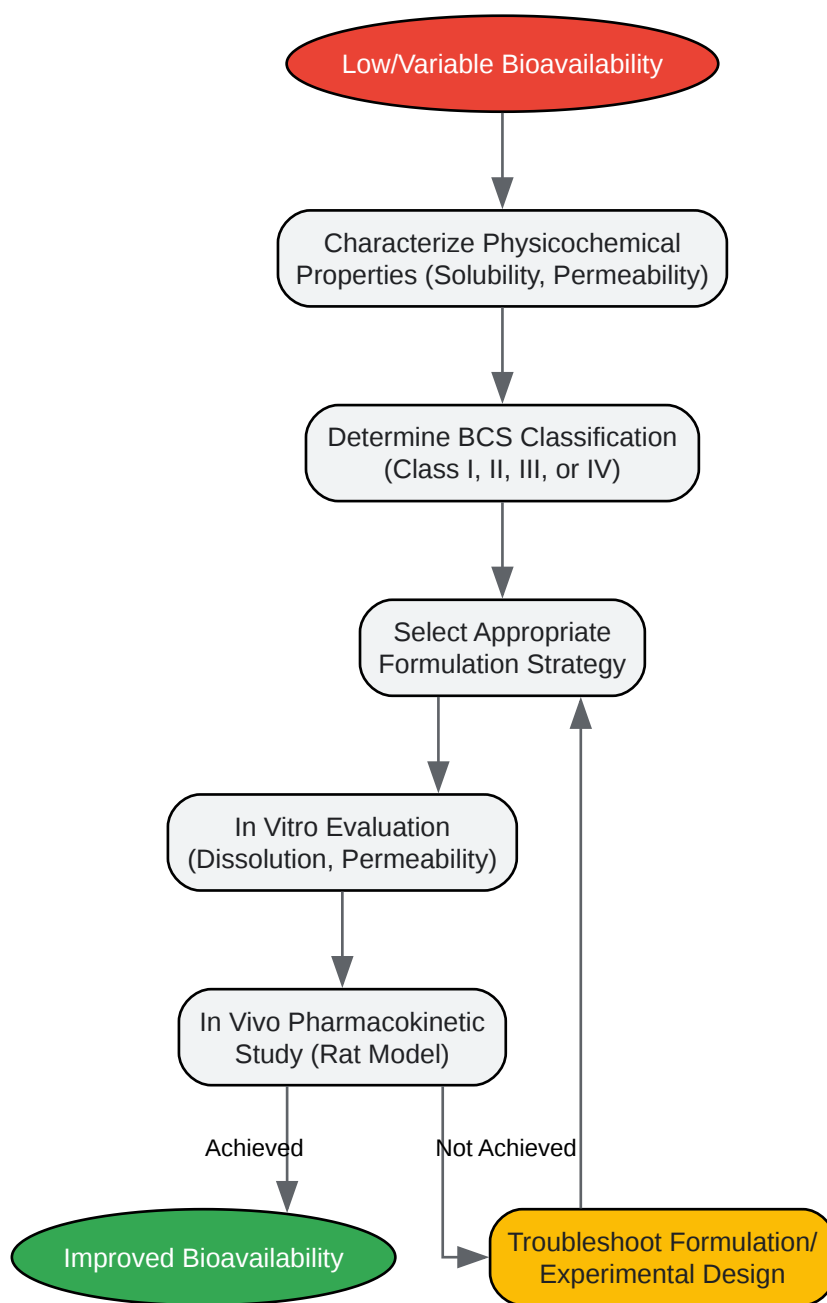 Low/Variable Bioavailability
Characterize Physicochemical
Properties (Solubility, Permeability)
Determine BCS Classification
(Class I, II, III, or IV)
Select Appropriate
Formulation Strategy
In Vitro Evaluation
(Dissolution, Permeability)
In Vivo Pharmacokinetic
Study (Rat Model)
Achieved
Not Achieved
Improved Bioavailability
Troubleshoot Formulation/
Experimental Design